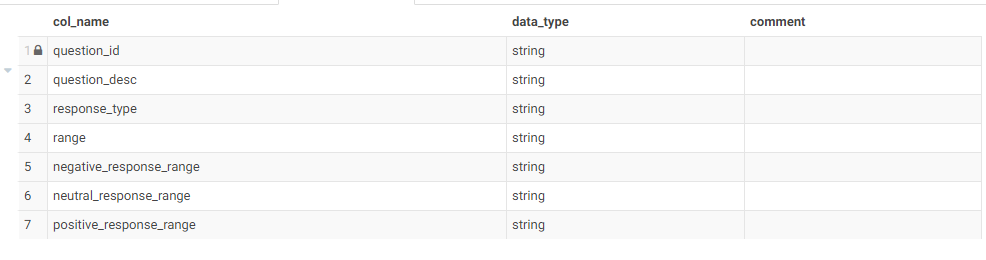 col_name data_type comment
1 question_id string
2 question_desc string
3 response_type string
4 range string
5 negative_response_range string
6 neutral_response_range string
7 positive_response_range string